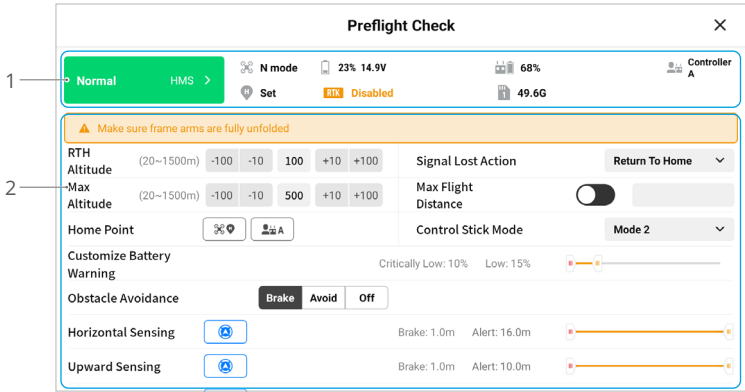 Preflight Check
1
Normal HMS
N mode 23% 14.9V 68% Controller A
Set RTK Disabled 1 49.6G
Make sure frame arms are fully unfolded
2
RTH Altitude (20~1500m) -100 -10 100 +10 +100 Signal Lost Action Return To Home
Max Altitude (20~1500m) -100 -10 500 +10 +100 Max Flight Distance
Home Point H A Control Stick Mode Mode 2
Customize Battery Warning Critically Low: 10% Low: 15%
Obstacle Avoidance Brake Avoid Off
Horizontal Sensing Brake: 1.0m Alert: 16.0m
Upward Sensing Brake: 1.0m Alert: 10.0m